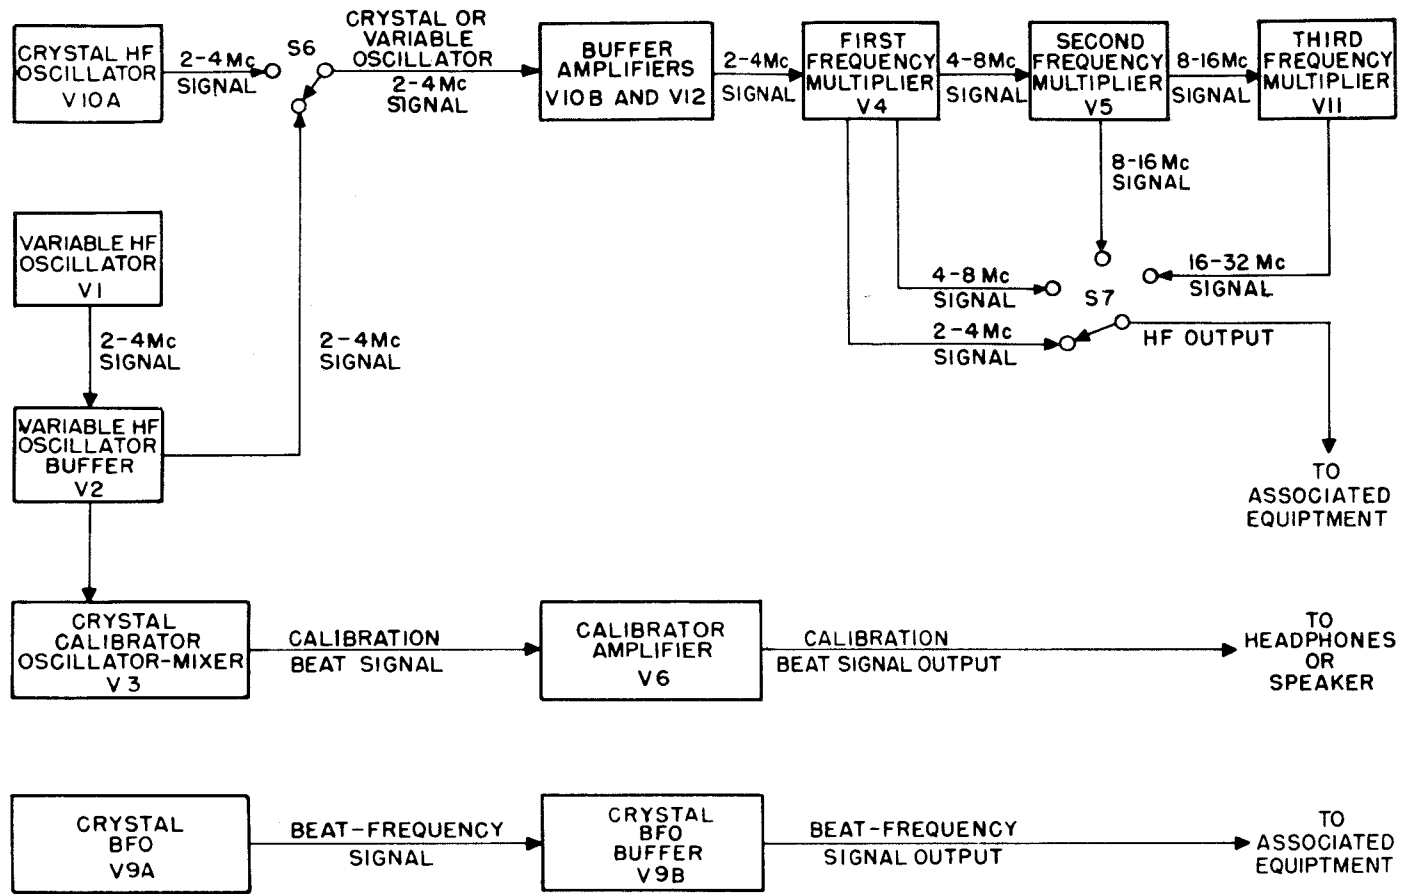 CRYSTAL HF
OSCILLATOR
V10A
2-4Mc
SIGNAL
S6
CRYSTAL OR
VARIABLE
OSCILLATOR
2-4Mc
SIGNAL
BUFFER
AMPLIFIERS
V10B AND V12
2-4Mc
SIGNAL
FIRST
FREQUENCY
MULTIPLIER
V4
4-8Mc
SIGNAL
SECOND
FREQUENCY
MULTIPLIER
V5
8-16Mc
SIGNAL
THIRD
FREQUENCY
MULTIPLIER
V11
8-16Mc
SIGNAL
VARIABLE HF
OSCILLATOR
V1
4-8Mc
SIGNAL
S7
16-32 Mc
SIGNAL
2-4Mc
SIGNAL
2-4Mc
SIGNAL
2-4Mc
SIGNAL
HF OUTPUT
VARIABLE HF
OSCILLATOR
BUFFER
V2
TO
ASSOCIATED
EQUIPTMENT
CRYSTAL
CALIBRATOR
OSCILLATOR-MIXER
V3
CALIBRATION
BEAT SIGNAL
CALIBRATOR
AMPLIFIER
V6
CALIBRATION
BEAT SIGNAL OUTPUT
TO
HEADPHONES
OR
SPEAKER
CRYSTAL
BFO
V9A
BEAT-FREQUENCY
SIGNAL
CRYSTAL
BFO
BUFFER
V9B
BEAT-FREQUENCY
SIGNAL OUTPUT
TO
ASSOCIATED
EQUIPTMENT